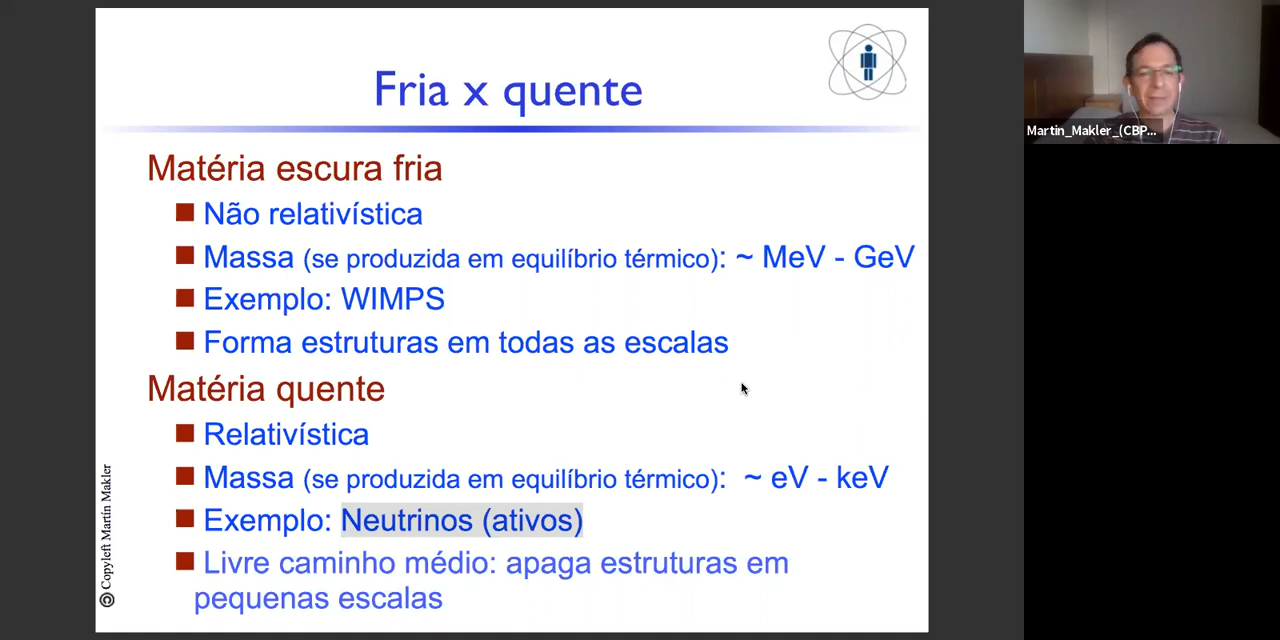 Fria x quente
Matéria escura fria
Não relativística
Massa (se produzida em equilíbrio térmico): ~ MeV - GeV
Exemplo: WIMPS
Forma estruturas em todas as escalas
Matéria quente
Relativística
Massa (se produzida em equilíbrio térmico): ~ eV - keV
Exemplo: Neutrinos (ativos)
Livre caminho médio: apaga estruturas em
pequenas escalas
Copyleft Martín Makler
Martin_Makler_(CBP...